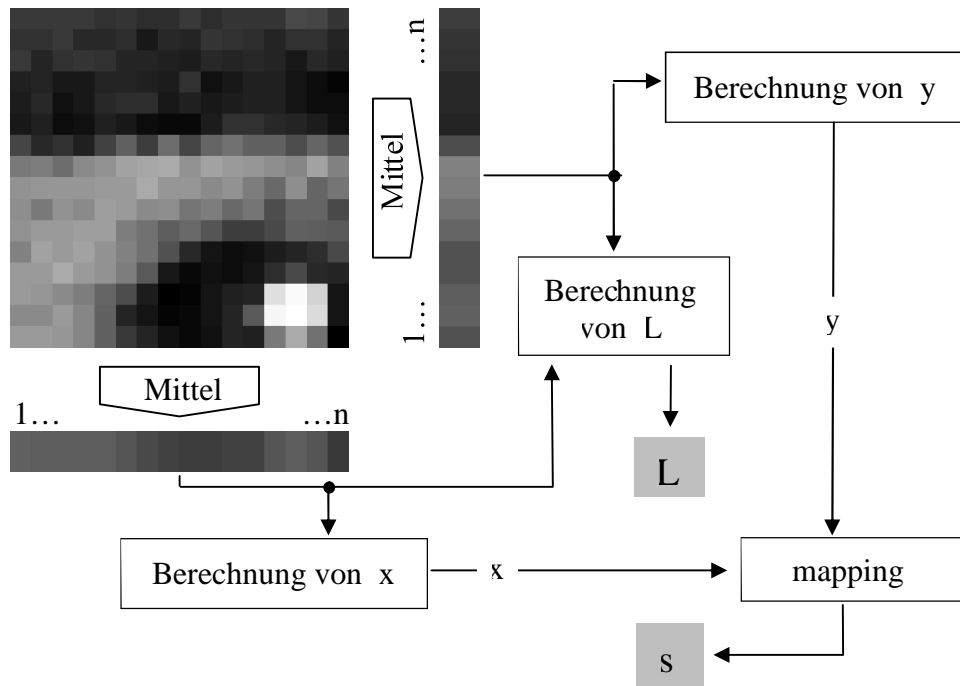 …n
Mittel
1…
Berechnung von y
Berechnung
von L
y
Mittel
1… …n
L
Berechnung von x
x
mapping
s